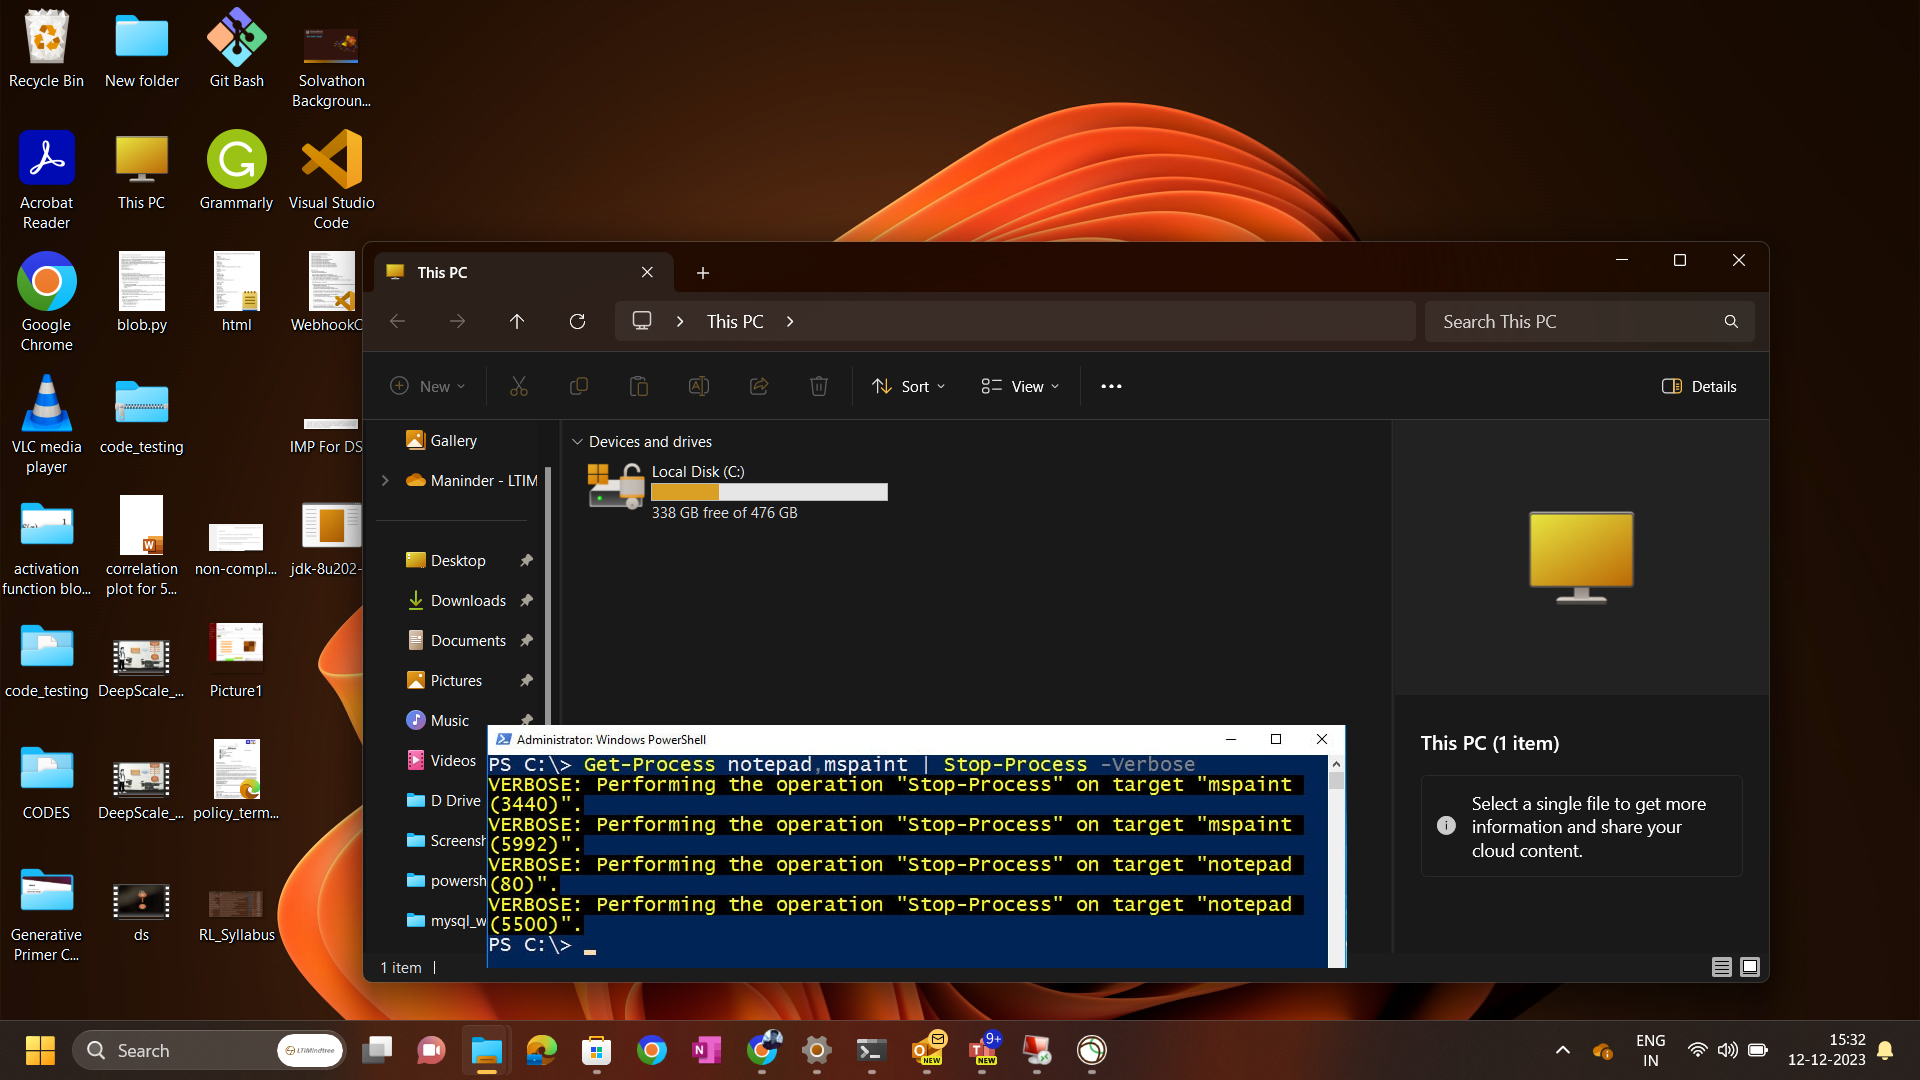 Recycle Bin
New folder
Git Bash
Solvathon
Backgroun...
Acrobat
Reader
This PC
Grammarly
Visual Studio
Code
Google
Chrome
blob.py
html
WebhookC
VLC media
player
code_testing
IMP For DS
activation
function blo...
correlation
plot for 5...
non-compl...
jdk-8u202-
code_testing
DeepScale_...
Picture1
CODES
DeepScale_...
policy_term...
Generative
Primer C...
ds
RL_Syllabus
This PC
This PC
Search This PC
New
Sort
View
Details
Gallery
Maninder - LTIM
Desktop
Downloads
Documents
Pictures
Music
Videos
D Drive
Screensh
powersh
mysql_w
1 item
Devices and drives
Local Disk (C:)
338 GB free of 476 GB
This PC (1 item)
Select a single file to get more
information and share your
cloud content.
Administrator: Windows PowerShell
PS C:\> Get-Process notepad,mspaint | Stop-Process -Verbose
VERBOSE: Performing the operation "Stop-Process" on target "mspaint
(3440)".
VERBOSE: Performing the operation "Stop-Process" on target "mspaint
(5992)".
VERBOSE: Performing the operation "Stop-Process" on target "notepad
(80)".
VERBOSE: Performing the operation "Stop-Process" on target "notepad
(5500)".
PS C:\> _
Search
LTIMindtree
NEW
9+
NEW
ENG
IN
15:32
12-12-2023